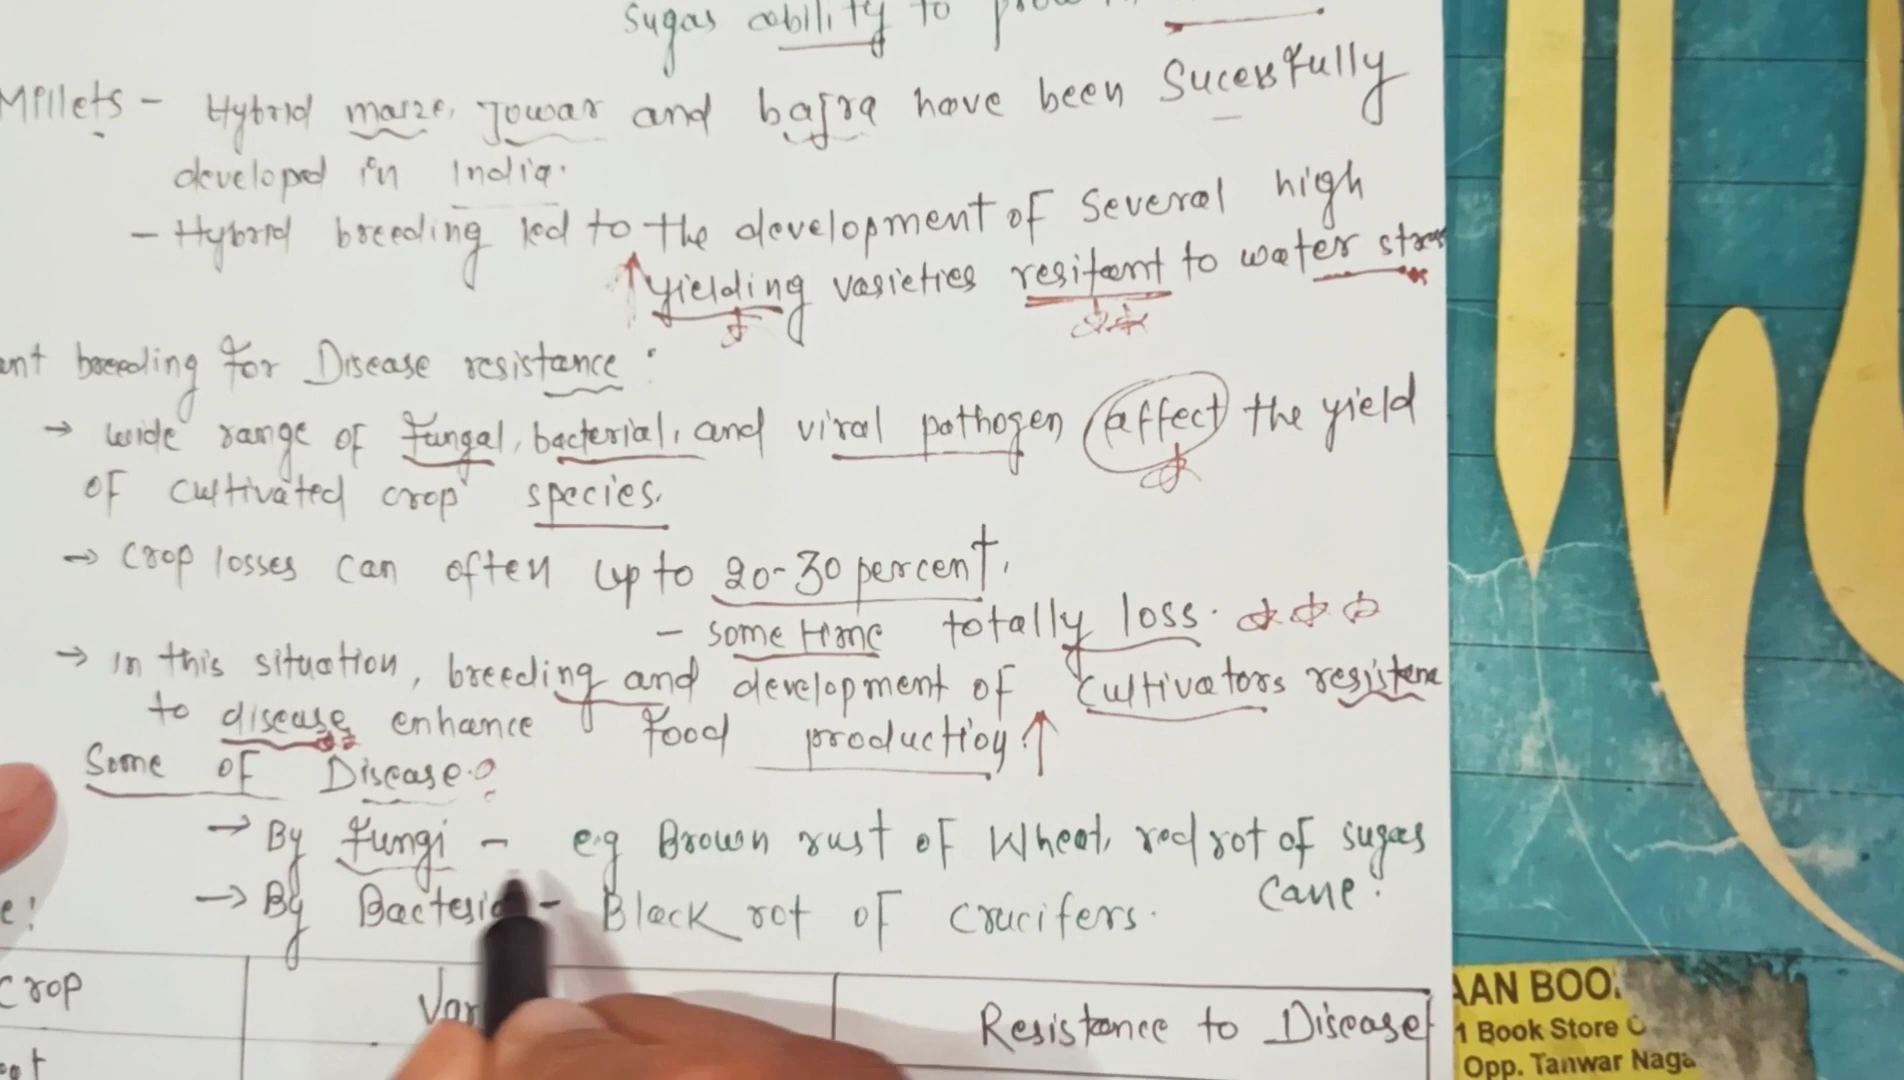 sugar ability to
Millets - Hybrid maize, Jowar and bajra have been Sucessfully
developed in India.
- Hybrid breeding led to the development of several high
yielding varieties resitant to water stress
ent breeding for Disease resistance:
→ wide range of fungal, bacterial, and viral pathogen affect the yield
of cultivated crop species.
→ Crop losses can often up to 20-30 percent.
- some time totally loss.
→ In this situation, breeding and development of cultivators resistence
to disease enhance food production ↑
Some of Disease:
→ By fungi - e.g Brown rust of Wheat, red rot of sugar
cane.
→ By Bacteria - Black rot of crucifers.
e:
Crop Var Resistance to Disease
AAN BOO
1 Book Store
Opp. Tanwar Naga